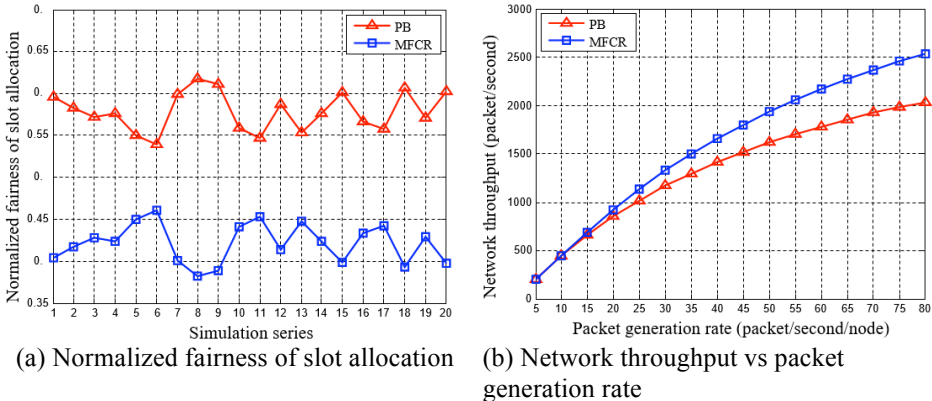 0.
0.65
0.
0.55
0.
0.45
0.
0.35
Normalized fairness of slot allocation
PB
MFCR
1 2 3 4 5 6 7 8 9 10 11 12 13 14 15 16 17 18 19 20
Simulation series
(a) Normalized fairness of slot allocation
3000
2500
2000
1500
1000
500
0
Network throughput (packet/second)
PB
MFCR
5 10 15 20 25 30 35 40 45 50 55 60 65 70 75 80
Packet generation rate (packet/second/node)
(b) Network throughput vs packet
generation rate